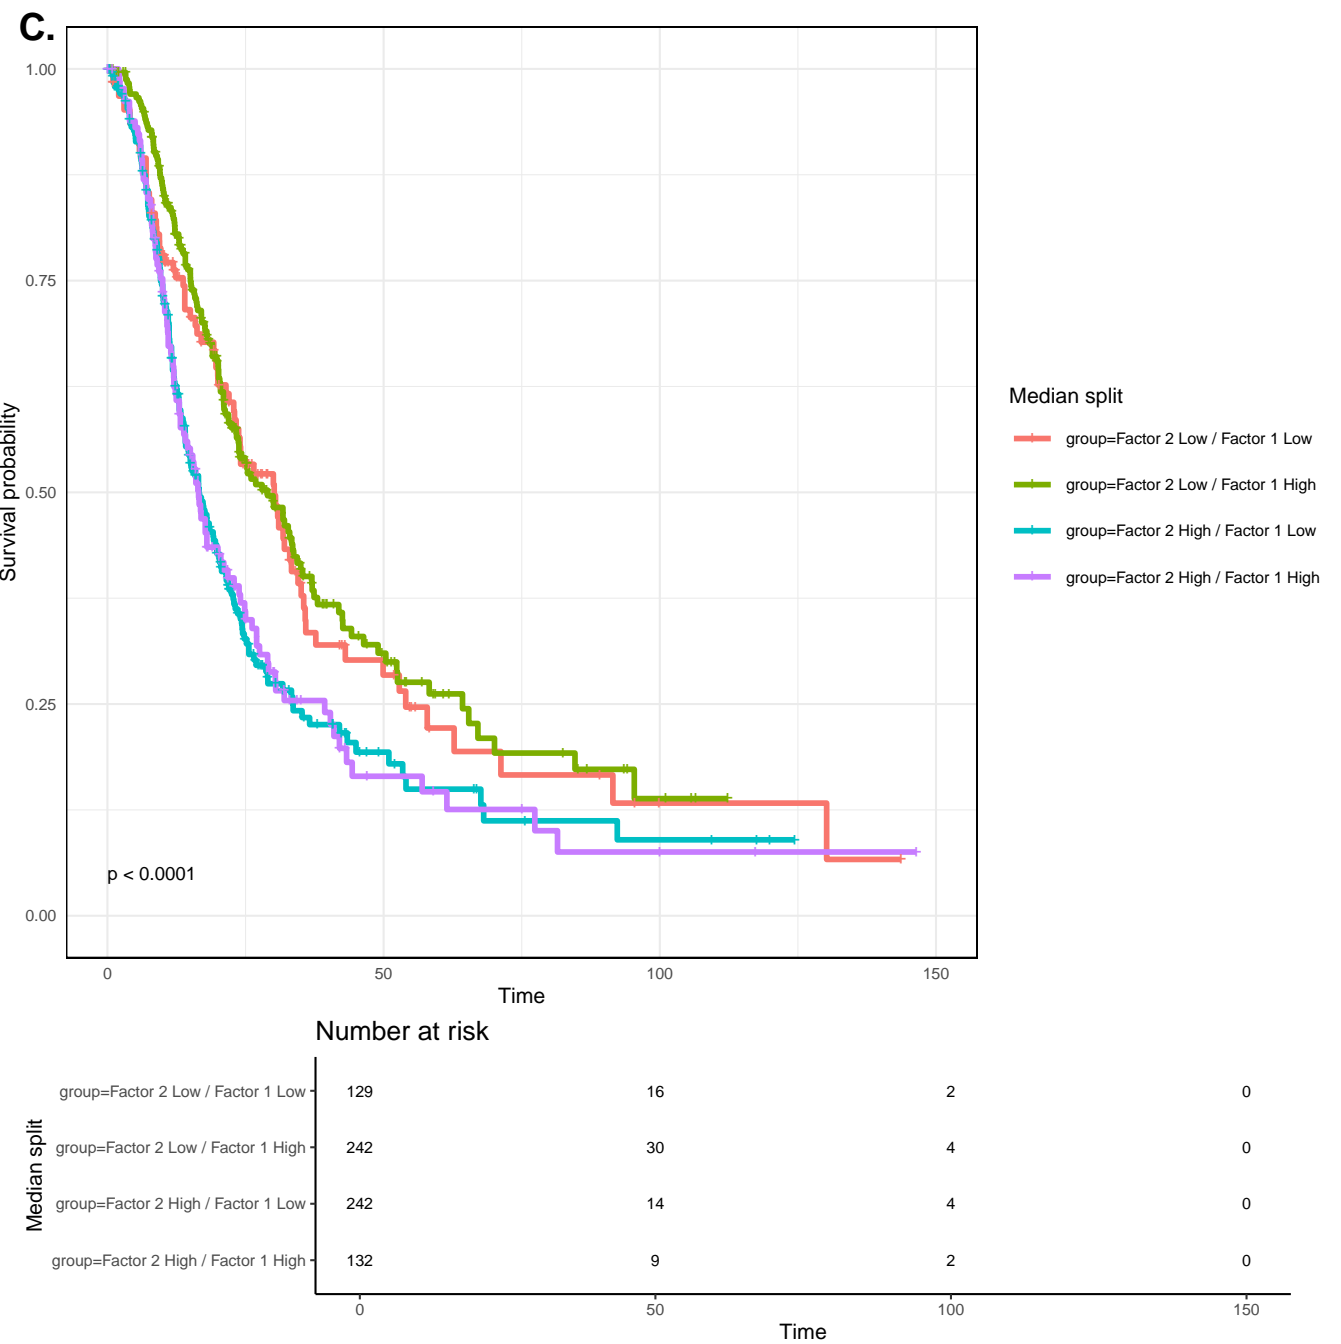 C.
1.00
0.75
0.50
0.25
0.00
Survival probability
p < 0.0001
0 50 100 150
Time
Median split
group=Factor 2 Low / Factor 1 Low
group=Factor 2 Low / Factor 1 High
group=Factor 2 High / Factor 1 Low
group=Factor 2 High / Factor 1 High
Number at risk
Median split
group=Factor 2 Low / Factor 1 Low 129 16 2 0
group=Factor 2 Low / Factor 1 High 242 30 4 0
group=Factor 2 High / Factor 1 Low 242 14 4 0
group=Factor 2 High / Factor 1 High 132 9 2 0
0 50 100 150
Time